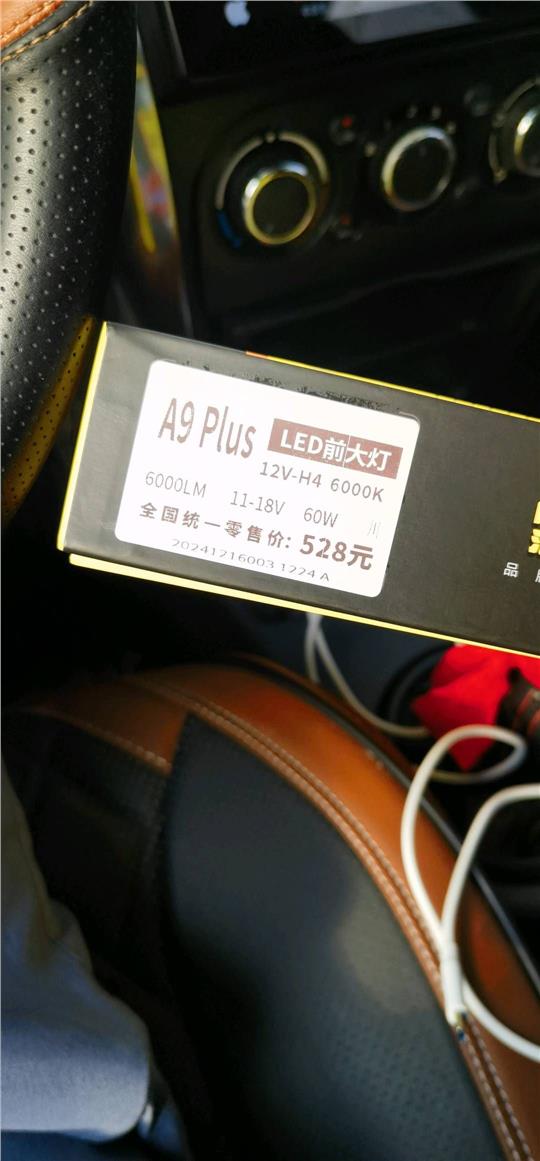 A9 Plus
LED前大灯
12V-H4 6000K
6000LM 11-18V 60W
全国统一零售价: 528元
20241216003 1224 A
品